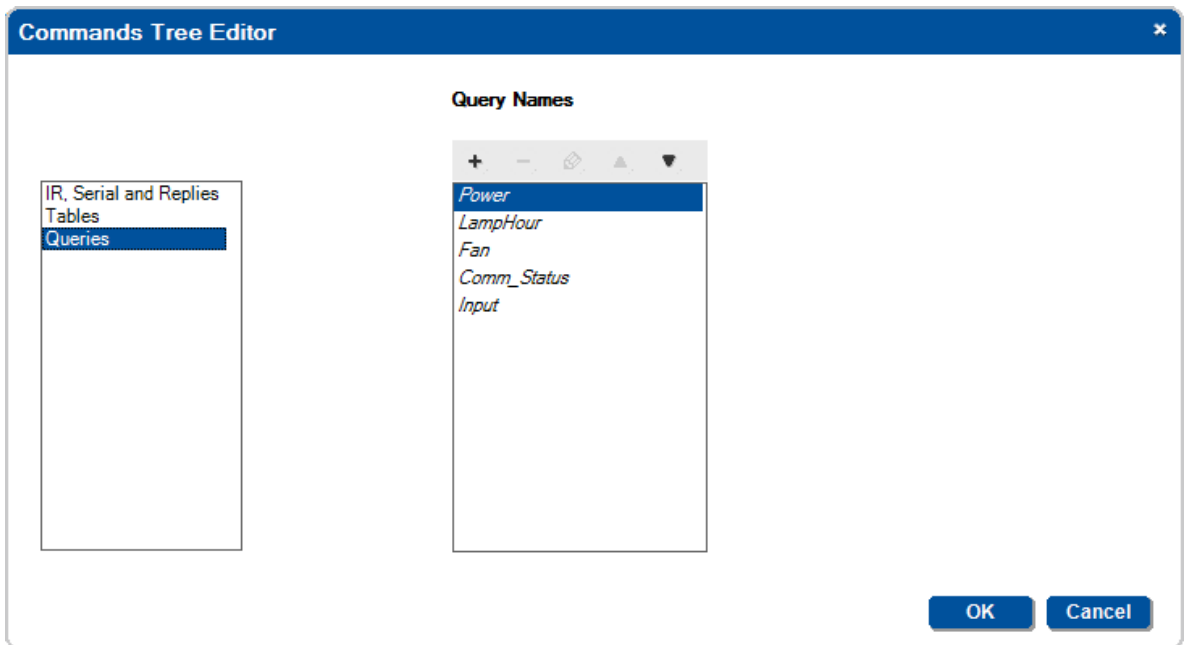 Commands Tree Editor
Query Names
IR, Serial and Replies
Tables
Queries
Power
LampHour
Fan
Comm_Status
Input
OK
Cancel